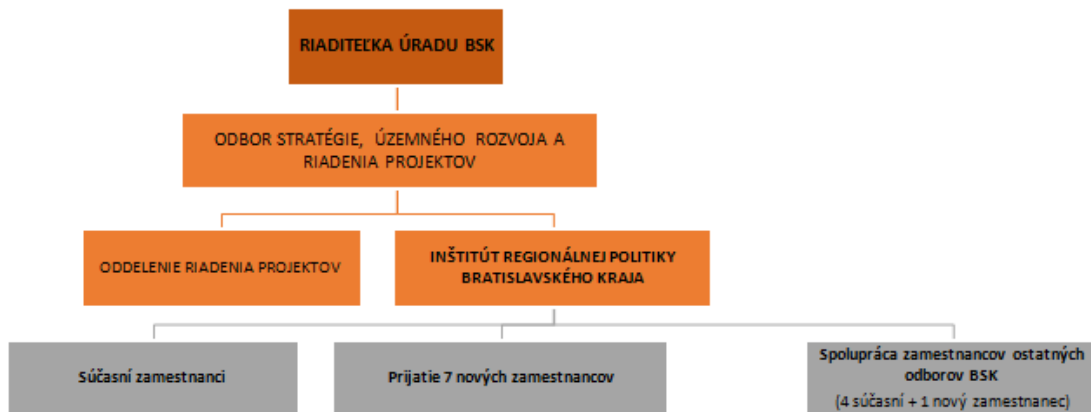 RIADITEĽKA ÚRADU BSK
ODBOR STRATÉGIE, ÚZEMNÉHO ROZVOJA A
RIADENIA PROJEKTOV
ODDELENIE RIADENIA PROJEKTOV
INŠTITÚT REGIONÁLNEJ POLITIKY
BRATISLAVSKÉHO KRAJA
Súčasní zamestnanci
Prijatie 7 nových zamestnancov
Spolupráca zamestnancov ostatných
odborov BSK
(4 súčasní + 1 nový zamestnanec)